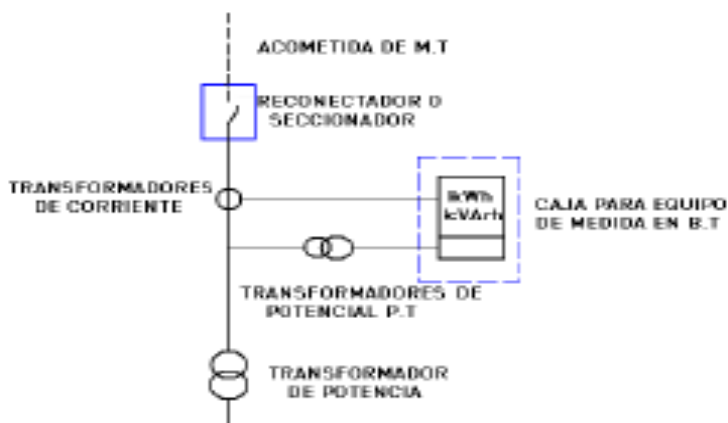 ACOMETIDA DE M.T
RECONECTADOR O
SECCIONADOR
TRANSFORMADORES
DE CORRIENTE
kWh
kVArh
CAJA PARA EQUIPO
DE MEDIDA EN B.T
TRANSFORMADORES DE
POTENCIAL P.T
TRANSFORMADOR
DE POTENCIA